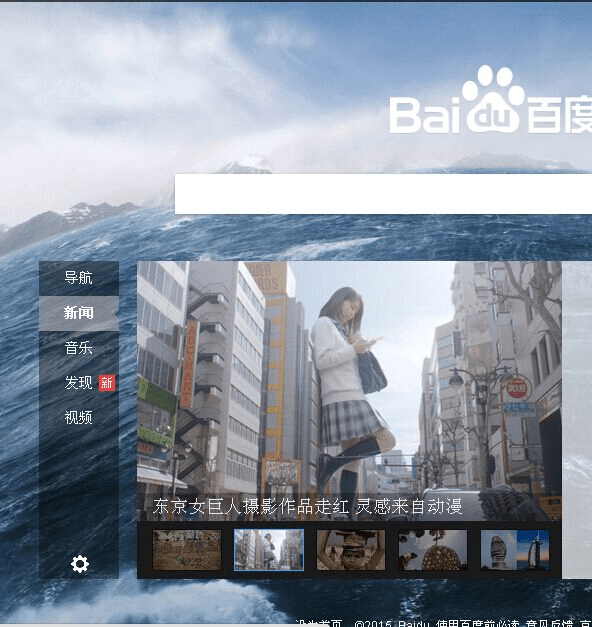 Bai du 百度
导航
新闻
音乐
发现 新
视频
东京女巨人摄影作品走红 灵感来自动漫
设为首页 ©2015 Baidu 使用百度前必读 意见反馈 京